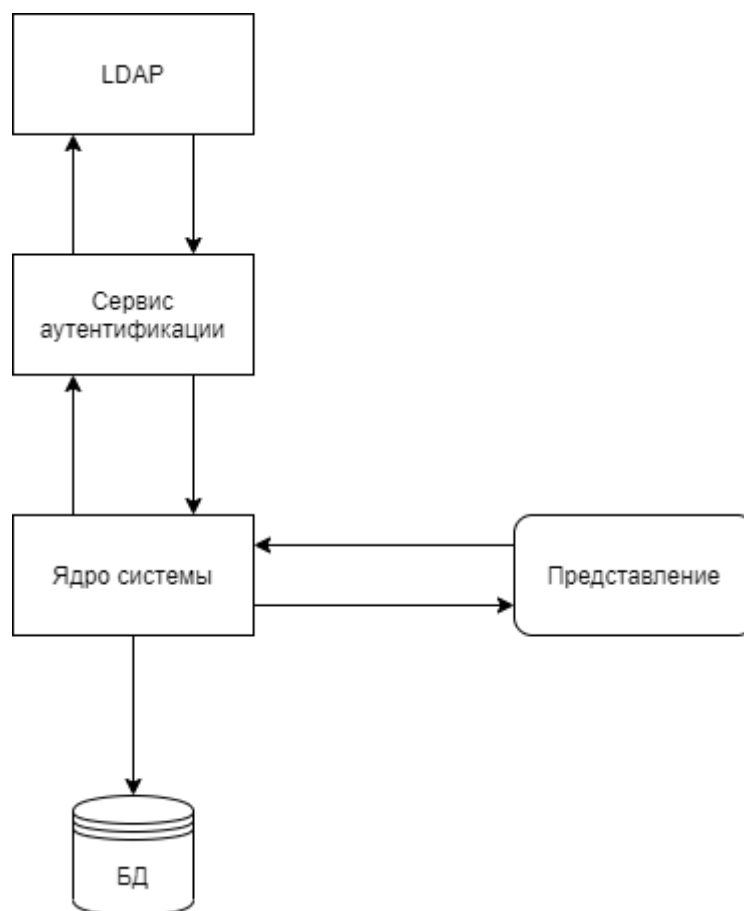 LDAP
Сервис
аутентификации
Ядро системы
Представление
БД